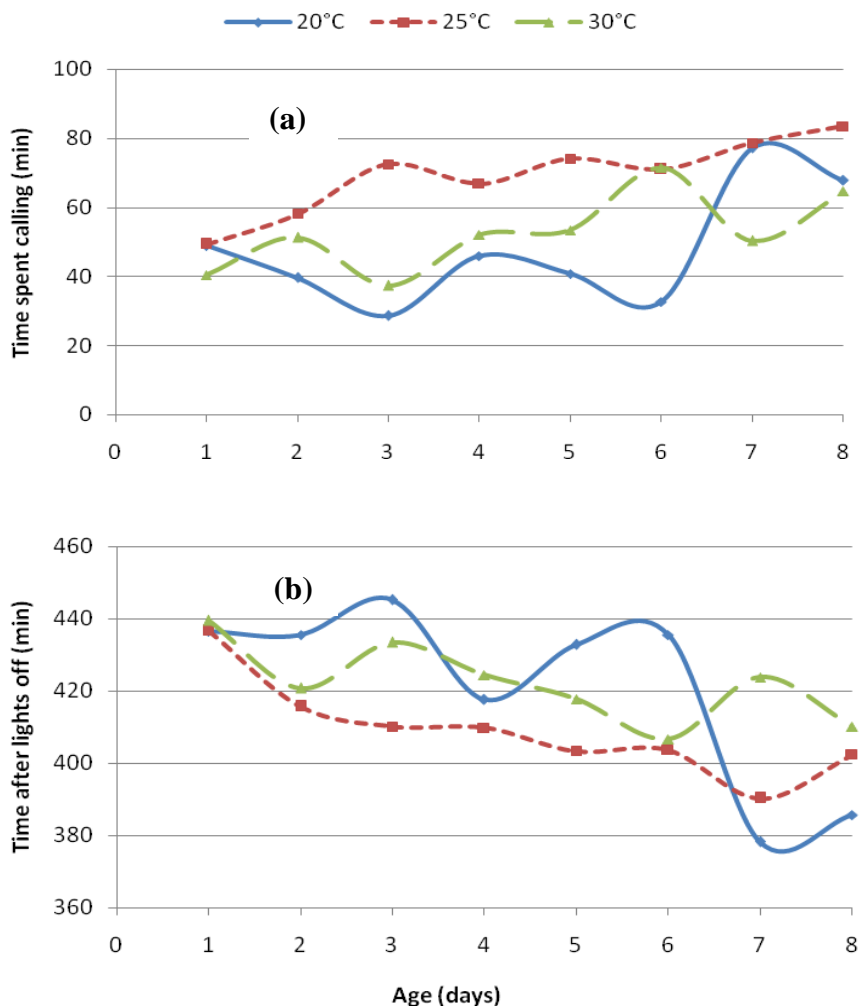 20°C 25°C 30°C
(a)
Time spent calling (min)
100
80
60
40
20
0
0 1 2 3 4 5 6 7 8
(b)
Time after lights off (min)
460
440
420
400
380
360
0 1 2 3 4 5 6 7 8
Age (days)